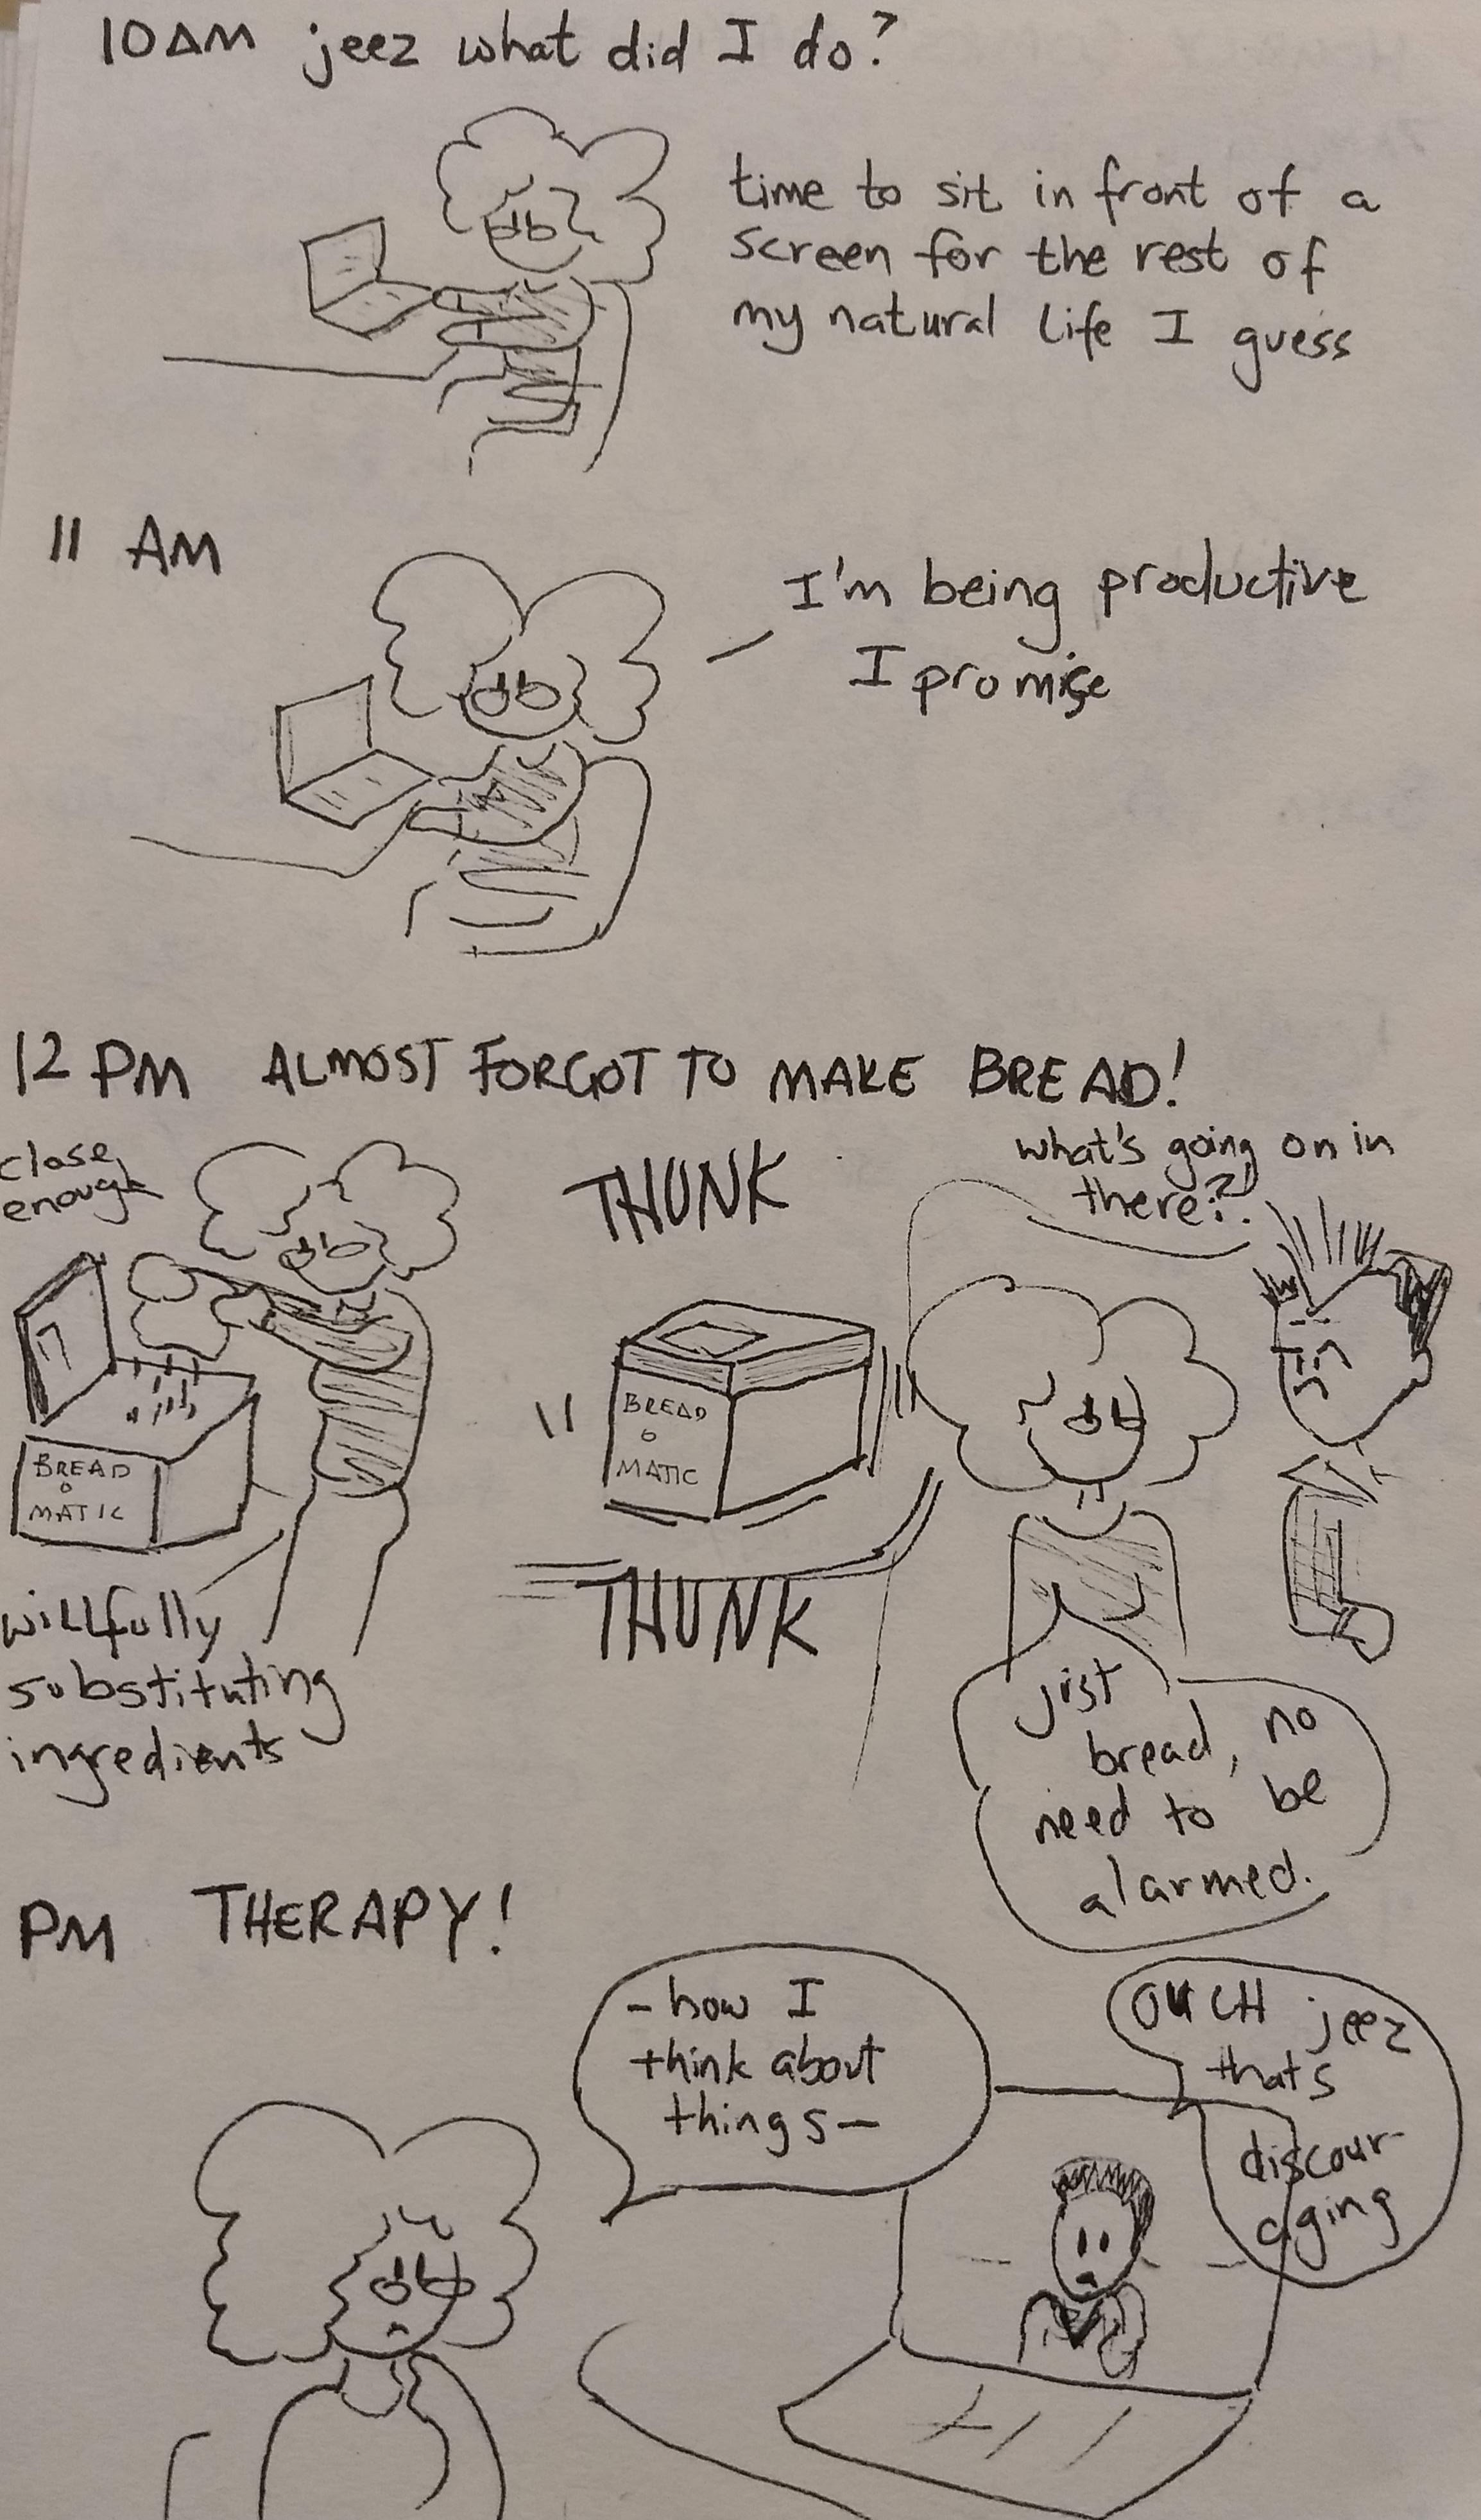 10AM jeez what did I do?
time to sit in front of a
screen for the rest of
my natural life I guess
11 AM
I'm being productive
I promise
12 PM ALMOST FORGOT TO MAKE BREAD!
close
enough
BREAD
O
MATIC
willfully
substituting
ingredients
THUNK
BREAD
O
MATIC
THUNK
what's going on in
there?!
just
bread, no
need to be
alarmed.
PM THERAPY!
- how I
think about
things -
OUCH jeez
thats
discour-
aging